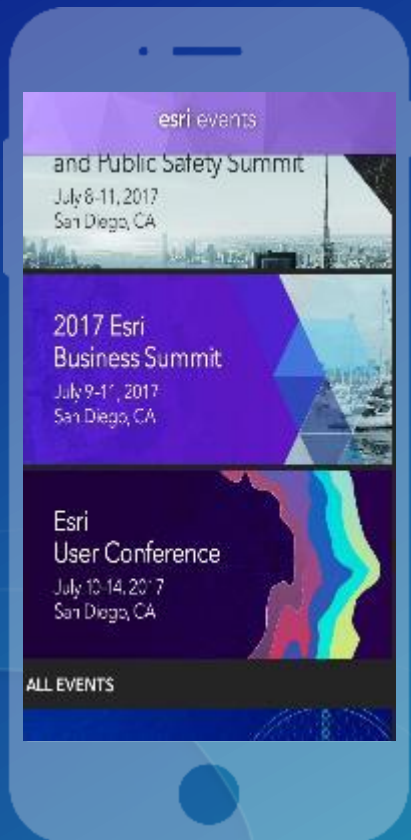 esri events
and Public Safety Summit
July 8-11, 2017
San Diego, CA
2017 Esri
Business Summit
July 9-11, 2017
San Diego, CA
Esri
User Conference
July 10-14, 2017
San Diego, CA
ALL EVENTS